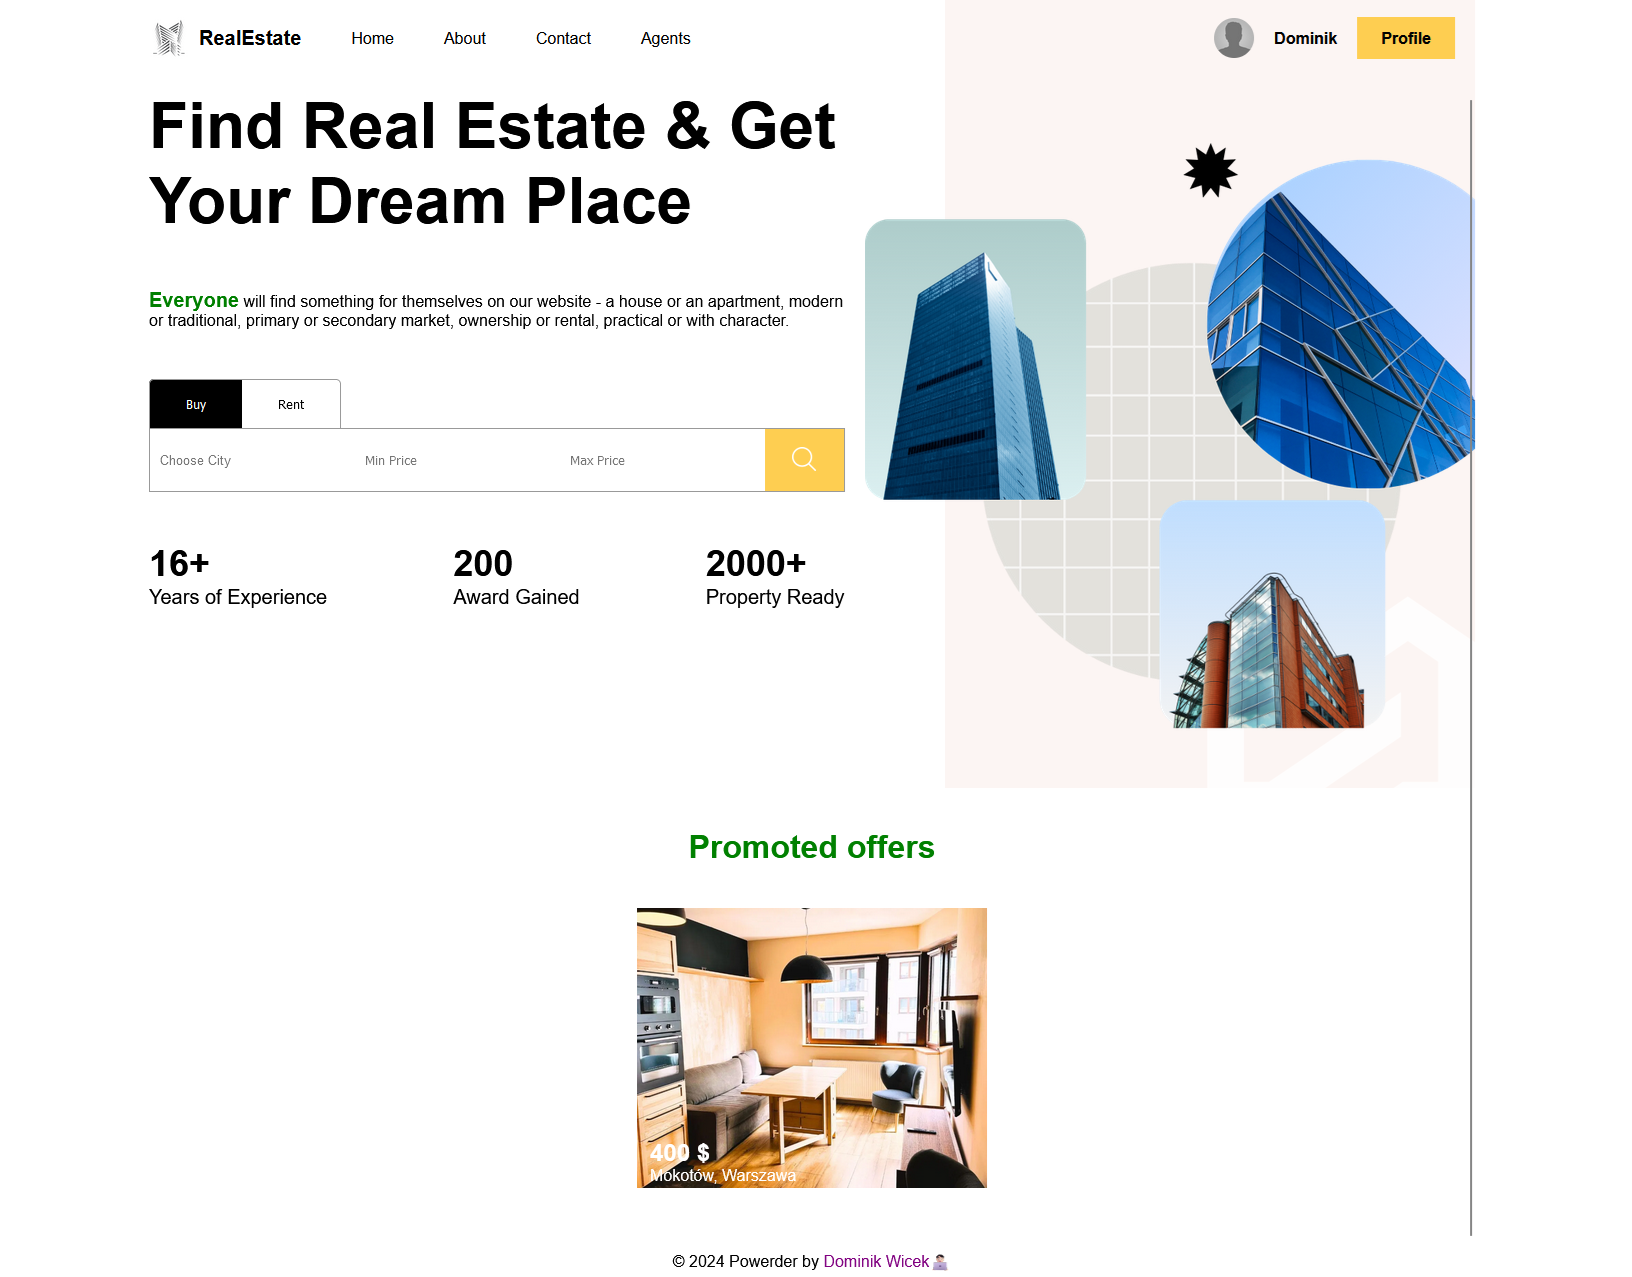 RealEstate
Home
About
Contact
Agents
Dominik
Profile
Find Real Estate & Get
Your Dream Place
Everyone will find something for themselves on our website - a house or an apartment, modern
or traditional, primary or secondary market, ownership or rental, practical or with character.
Buy
Rent
Choose City
Min Price
Max Price
16+
Years of Experience
200
Award Gained
2000+
Property Ready
Promoted offers
400 $
Mokotów, Warszawa
© 2024 Powerder by Dominik Wicek